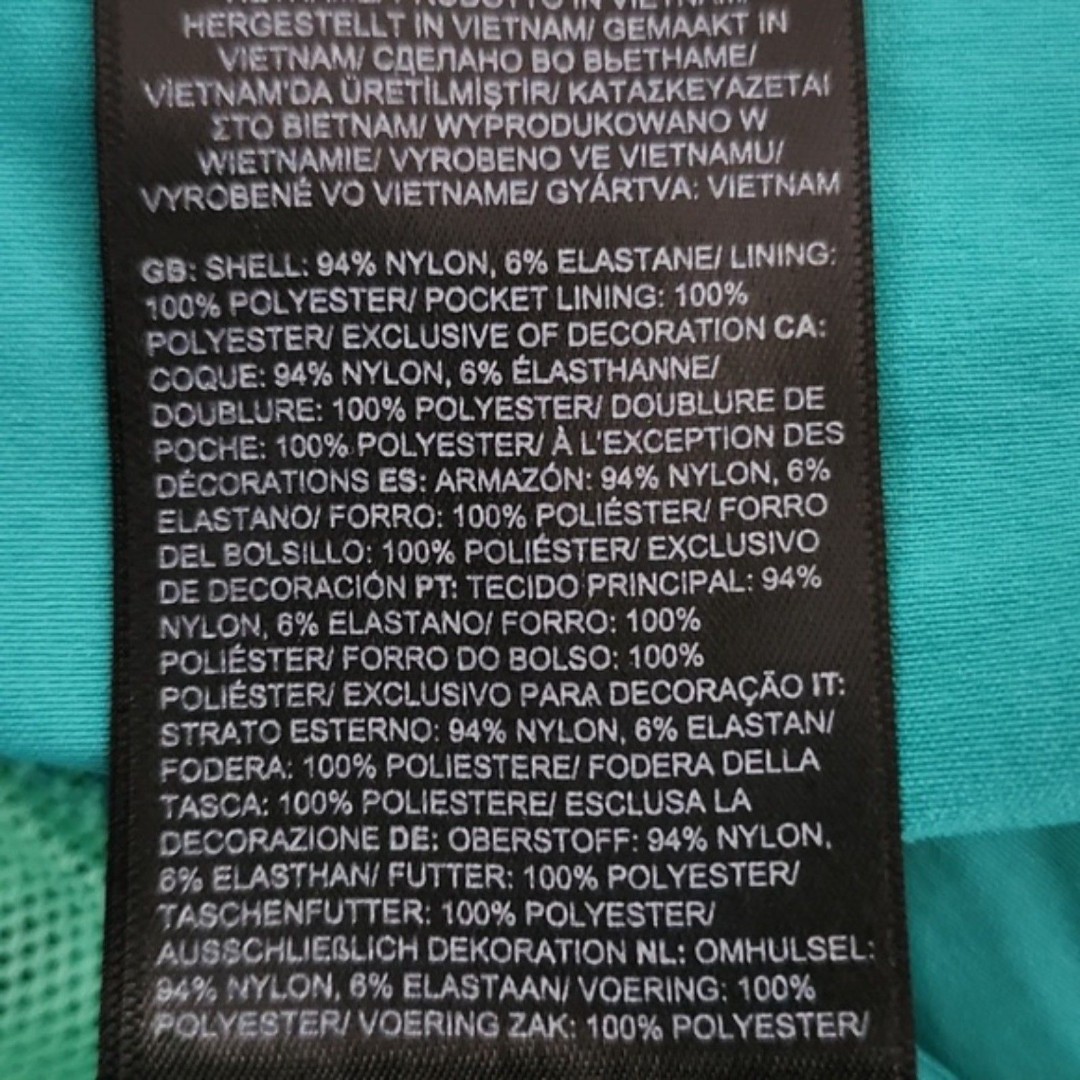 PRODOTTO IN VIETNAM/
HERGESTELLT IN VIETNAM/ GEMAAKT IN
VIETNAM/ СДЕЛАНО ВО ВЬЕТНАМЕ/
VİETNAM'DA ÜRETİLMİŞTİR/ ΚΑΤΑΣΚΕΥΑΖΕΤΑΙ
ΣΤΟ ΒΙΕΤΝΑΜ/ WYPRODUKOWANO W
WIETNAMIE/ VYROBENO VE VIETNAMU/
VYROBENÉ VO VIETNAME/ GYÁRTVA: VIETNAM
GB: SHELL: 94% NYLON, 6% ELASTANE/ LINING:
100% POLYESTER/ POCKET LINING: 100%
POLYESTER/ EXCLUSIVE OF DECORATION CA:
COQUE: 94% NYLON, 6% ÉLASTHANNE/
DOUBLURE: 100% POLYESTER/ DOUBLURE DE
POCHE: 100% POLYESTER/ À L'EXCEPTION DES
DÉCORATIONS ES: ARMAZÓN: 94% NYLON, 6%
ELASTANO/ FORRO: 100% POLIÉSTER/ FORRO
DEL BOLSILLO: 100% POLIÉSTER/ EXCLUSIVO
DE DECORACIÓN PT: TECIDO PRINCIPAL: 94%
NYLON, 6% ELASTANO/ FORRO: 100%
POLIÉSTER/ FORRO DO BOLSO: 100%
POLIÉSTER/ EXCLUSIVO PARA DECORAÇÃO IT:
STRATO ESTERNO: 94% NYLON, 6% ELASTAN/
FODERA: 100% POLIESTERE/ FODERA DELLA
TASCA: 100% POLIESTERE/ ESCLUSA LA
DECORAZIONE DE: OBERSTOFF: 94% NYLON,
6% ELASTHAN/ FUTTER: 100% POLYESTER/
TASCHENFUTTER: 100% POLYESTER/
AUSSCHLIEßLICH DEKORATION NL: OMHULSEL:
94% NYLON, 6% ELASTAAN/ VOERING: 100%
POLYESTER/ VOERING ZAK: 100% POLYESTER/